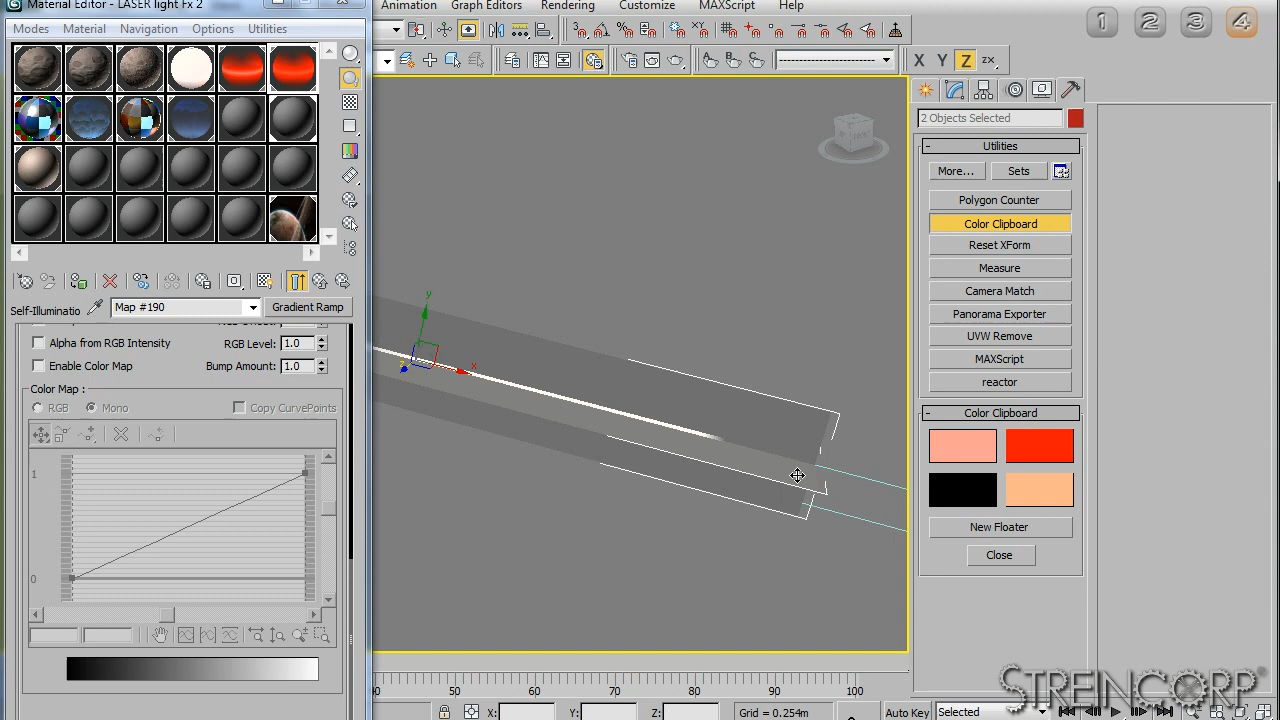 Material Editor - LASER light Fx 2
Modes Material Navigation Options Utilities
Animation Graph Editors Rendering Customize MAXScript Help
1 2 3 4
X Y Z
2 Objects Selected
Utilities
More... Sets
Polygon Counter
Color Clipboard
Reset XForm
Measure
Camera Match
Panorama Exporter
UVW Remove
MAXScript
reactor
Color Clipboard
New Floater
Close
Self-Illuminatio Map #190 Gradient Ramp
Alpha from RGB Intensity RGB Level: 1.0
Enable Color Map Bump Amount: 1.0
Color Map :
RGB Mono Copy CurvePoints
1
0
y
x
z
50 60 70 80 90 100
X: Y: Z: Grid = 0.254m Auto Key Selected
STREINCORP